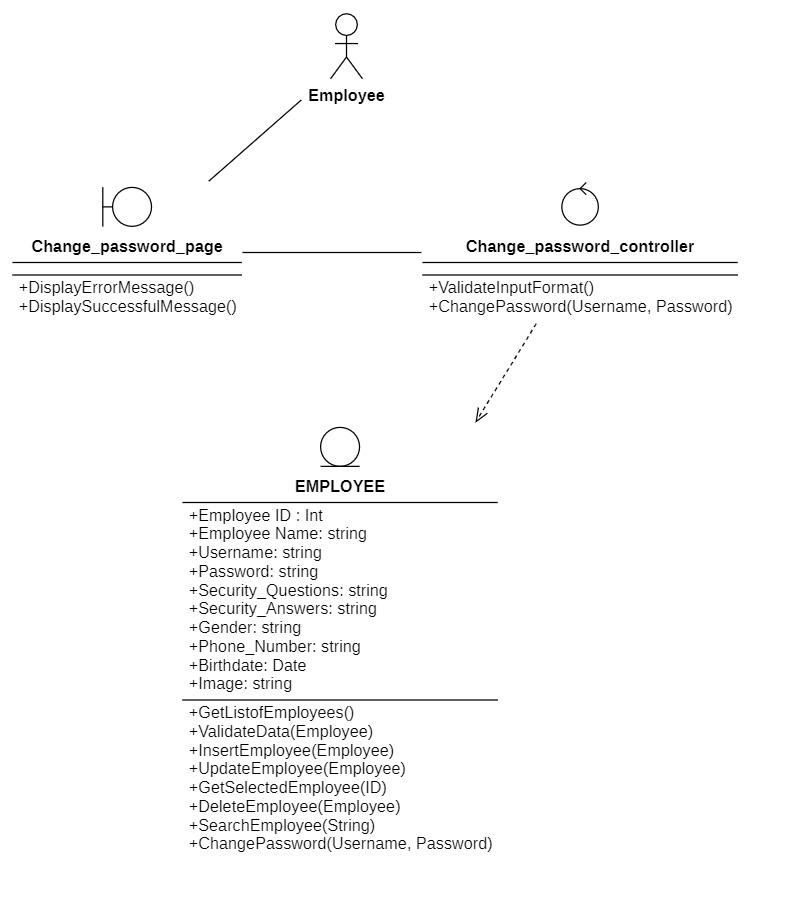 Employee
Change_password_page
+DisplayErrorMessage()
+DisplaySuccessfulMessage()
Change_password_controller
+ValidateInputFormat()
+ChangePassword(Username, Password)
EMPLOYEE
+Employee ID : Int
+Employee Name: string
+Username: string
+Password: string
+Security_Questions: string
+Security_Answers: string
+Gender: string
+Phone_Number: string
+Birthdate: Date
+Image: string
+GetListofEmployees()
+ValidateData(Employee)
+InsertEmployee(Employee)
+UpdateEmployee(Employee)
+GetSelectedEmployee(ID)
+DeleteEmployee(Employee)
+SearchEmployee(String)
+ChangePassword(Username, Password)